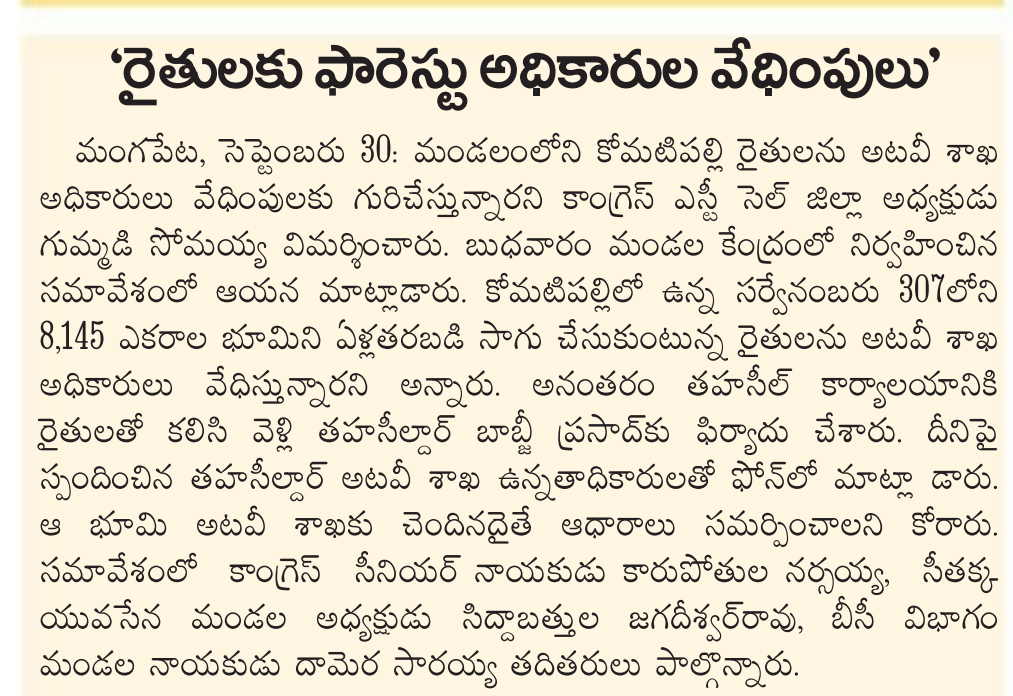 ‘రైతులకు ఫారెస్టు అధికారుల వేధింపులు’
మంగపేట, సెప్టెంబరు 30: మండలంలోని కోమటిపల్లి రైతులను అటవీ శాఖ
అధికారులు వేధింపులకు గురిచేస్తున్నారని కాంగ్రెస్ ఎస్టీ సెల్ జిల్లా అధ్యక్షుడు
గుమ్మడి సోమయ్య విమర్శించారు. బుధవారం మండల కేంద్రంలో నిర్వహించిన
సమావేశంలో ఆయన మాట్లాడారు. కోమటిపల్లిలో ఉన్న సర్వేనంబరు 307లోని
8,145 ఎకరాల భూమిని ఏళ్లతరబడి సాగు చేసుకుంటున్న రైతులను అటవీ శాఖ
అధికారులు వేధిస్తున్నారని అన్నారు. అనంతరం తహసీల్ కార్యాలయానికి
రైతులతో కలిసి వెళ్లి తహసీల్దార్ బాబ్జీ ప్రసాద్‌కు ఫిర్యాదు చేశారు. దీనిపై
స్పందించిన తహసీల్దార్ అటవీ శాఖ ఉన్నతాధికారులతో ఫోన్‌లో మాట్లా డారు.
ఆ భూమి అటవీ శాఖకు చెందినదైతే ఆధారాలు సమర్పించాలని కోరారు.
సమావేశంలో కాంగ్రెస్ సీనియర్ నాయకుడు కారుపోతుల నర్సయ్య, సీతక్క
యువసేన మండల అధ్యక్షుడు సిద్దాబత్తుల జగదీశ్వర్‌రావు, బీసీ విభాగం
మండల నాయకుడు దామెర సారయ్య తదితరులు పాల్గొన్నారు.